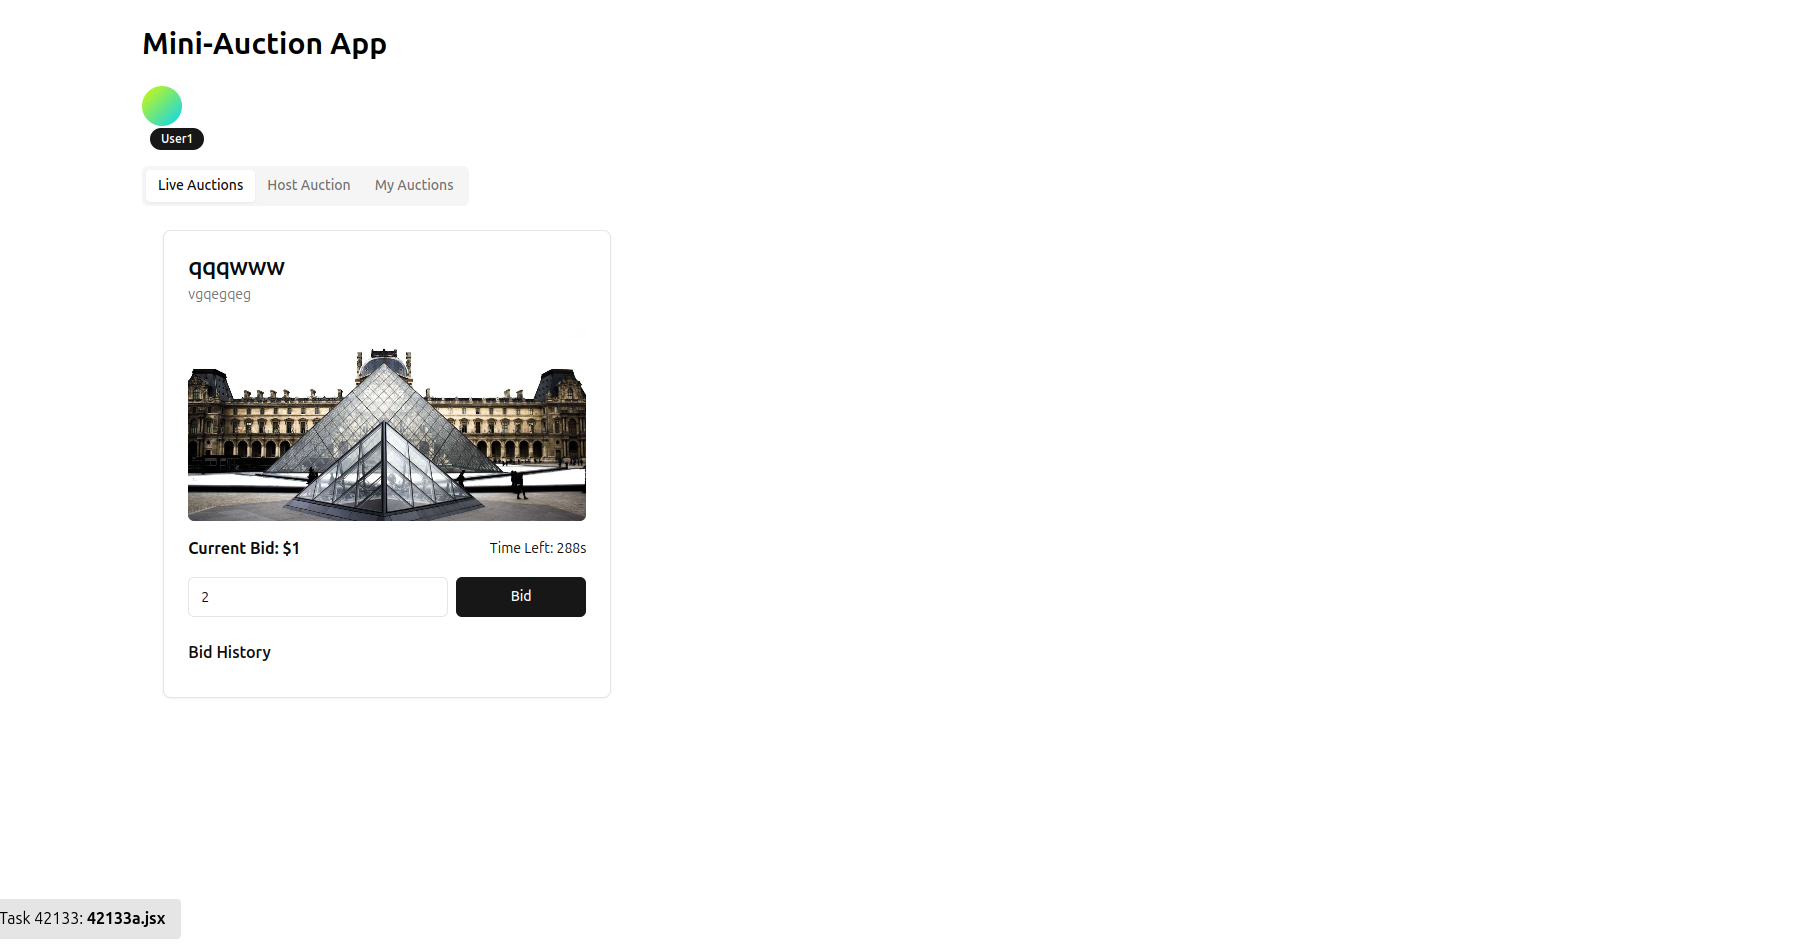 Mini-Auction App
User1
Live Auctions Host Auction My Auctions
qqqwww
vgqegqeg
Current Bid: $1 Time Left: 288s
2 Bid
Bid History
Task 42133: 42133a.jsx